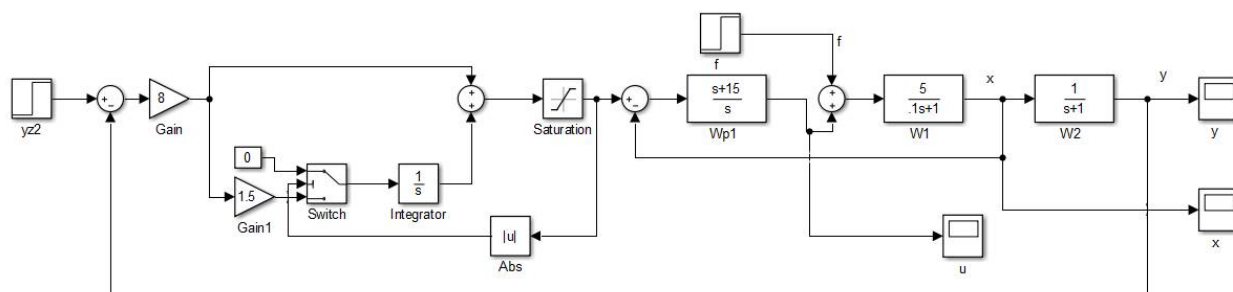 yz2
+
−
8
Gain
0
1.5
Gain1
Switch
1
s
Integrator
+
+
Saturation
|u|
Abs
+
−
s+15
s
Wp1
f
f
+
+
5
.1s+1
W1
x
1
s+1
W2
y
y
x
u